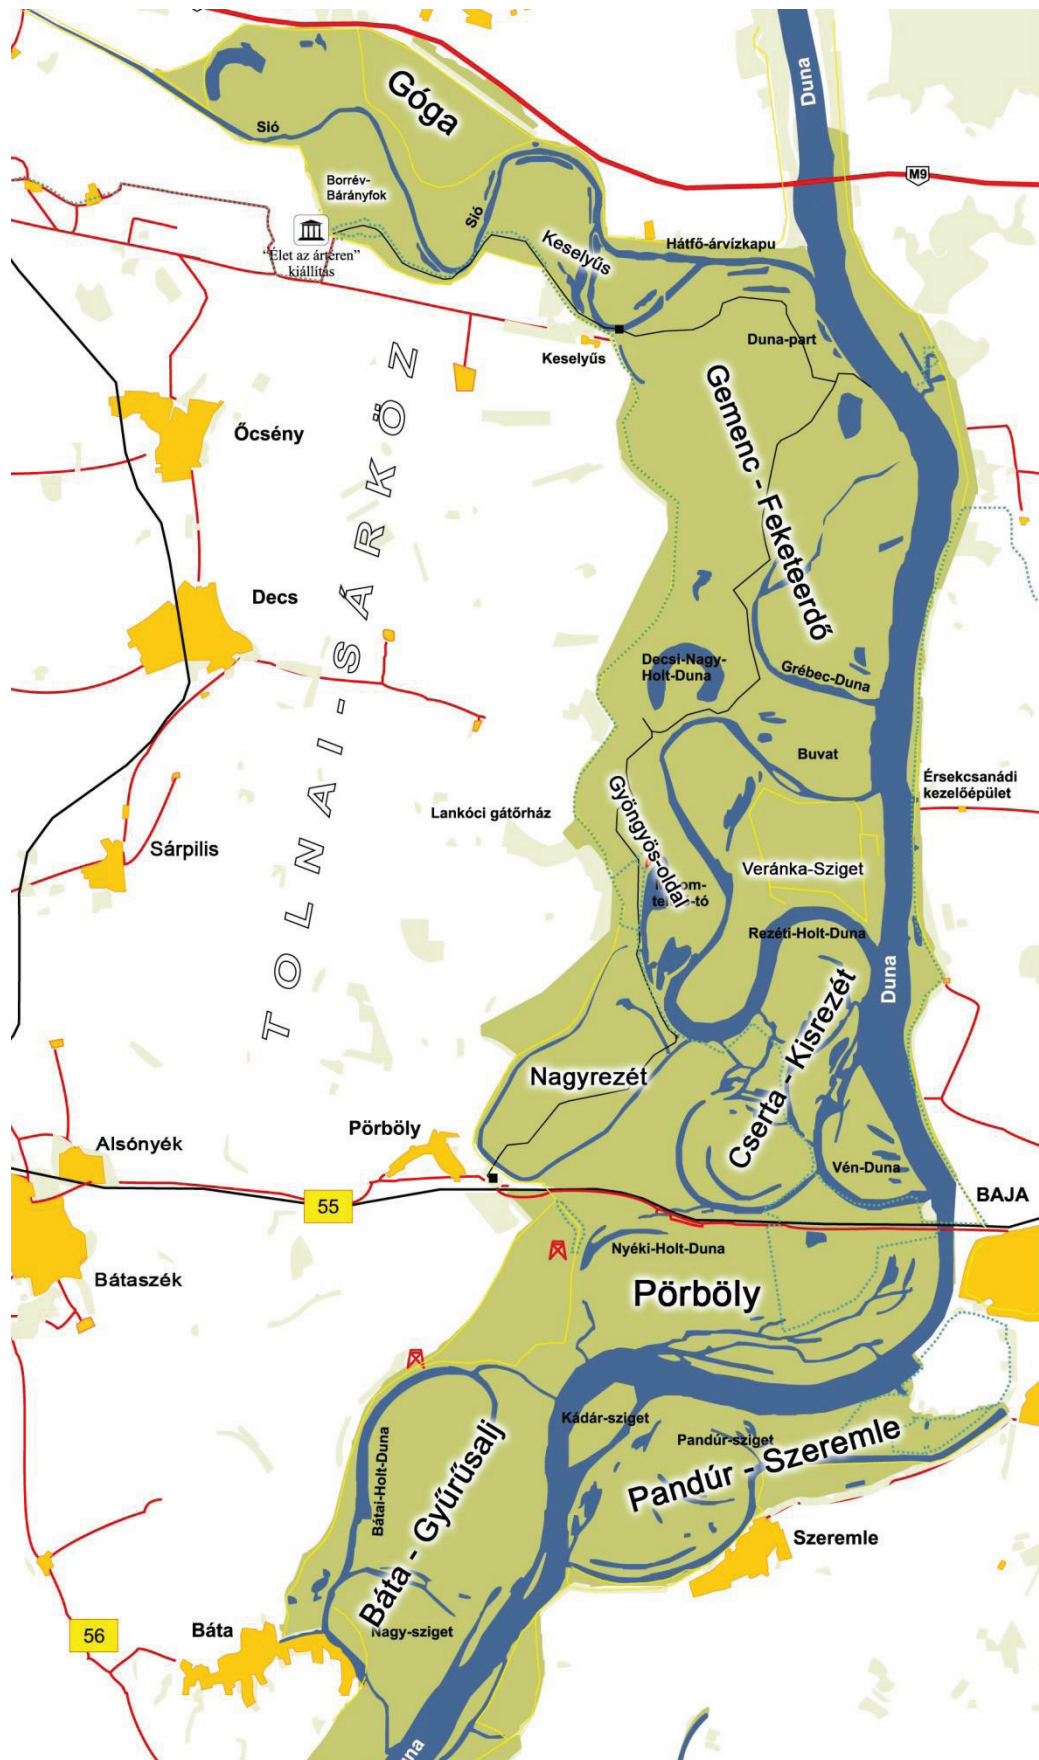 Duna
Góga
M9
Sió
Borrév-
Bárányfok
Sió
"Élet az ártéren"
kiállítás
Keselyűs
Hátfő-árvízkapu
Duna-part
Keselyűs
Gemenc - Feketeerdő
Őcsény
TOLNAI-SÁRKÖZ
Decs
Decsi-Nagy-
Holt-Duna
Grébec-Duna
Buvat
Érsekcsanádi
kezelőépület
Gyöngyös-oldal
Lankóci gátőrház
Sárpilis
Veránka-Sziget
tó
Rezéti-Holt-Duna
Duna
Cserta - Kisrezét
Nagyrezét
Pörböly
Alsónyék
Vén-Duna
BAJA
55
Nyéki-Holt-Duna
Bátaszék
Pörböly
Kádár-sziget
Pandúr-sziget
Pandúr - Szeremle
Bátai-Holt-Duna
Báta - Gyűrűsalj
Szeremle
56
Báta
Nagy-sziget